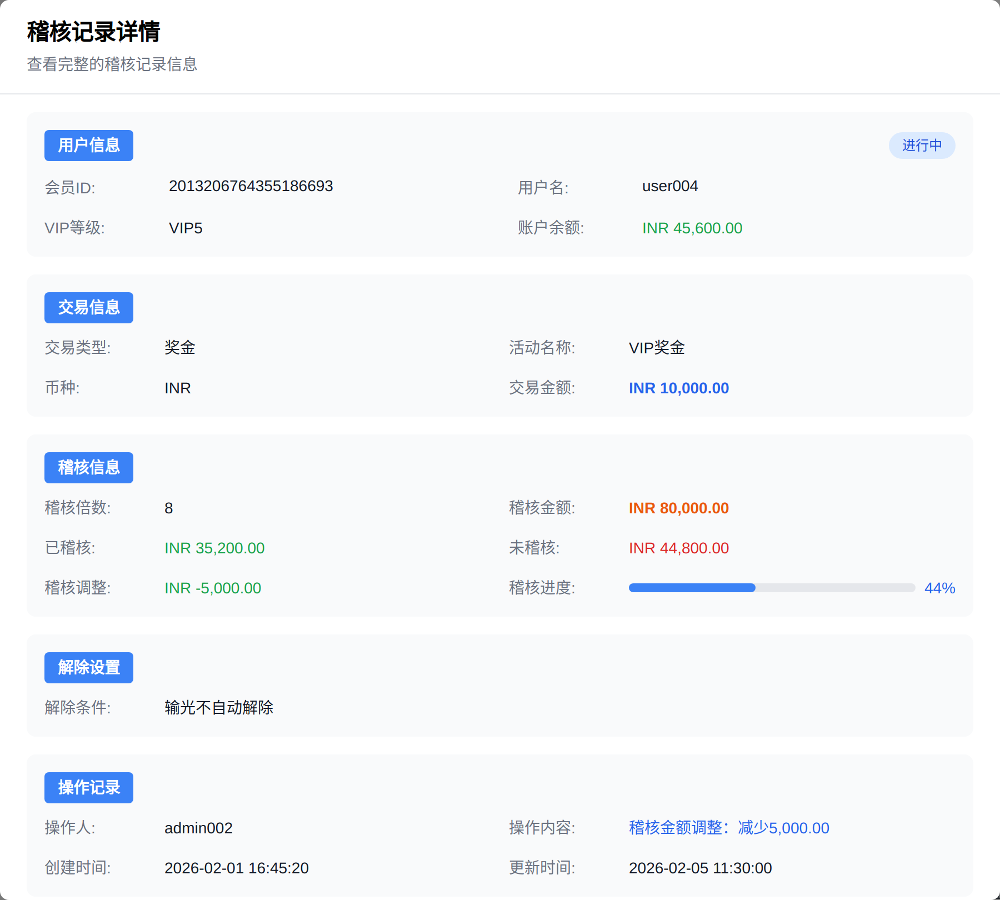 稽核记录详情
查看完整的稽核记录信息
用户信息
进行中
会员ID: 2013206764355186693 用户名: user004
VIP等级: VIP5 账户余额: INR 45,600.00
交易信息
交易类型: 奖金 活动名称: VIP奖金
币种: INR 交易金额: INR 10,000.00
稽核信息
稽核倍数: 8 稽核金额: INR 80,000.00
已稽核: INR 35,200.00 未稽核: INR 44,800.00
稽核调整: INR -5,000.00 稽核进度: 44%
解除设置
解除条件: 输光不自动解除
操作记录
操作人: admin002 操作内容: 稽核金额调整：减少5,000.00
创建时间: 2026-02-01 16:45:20 更新时间: 2026-02-05 11:30:00